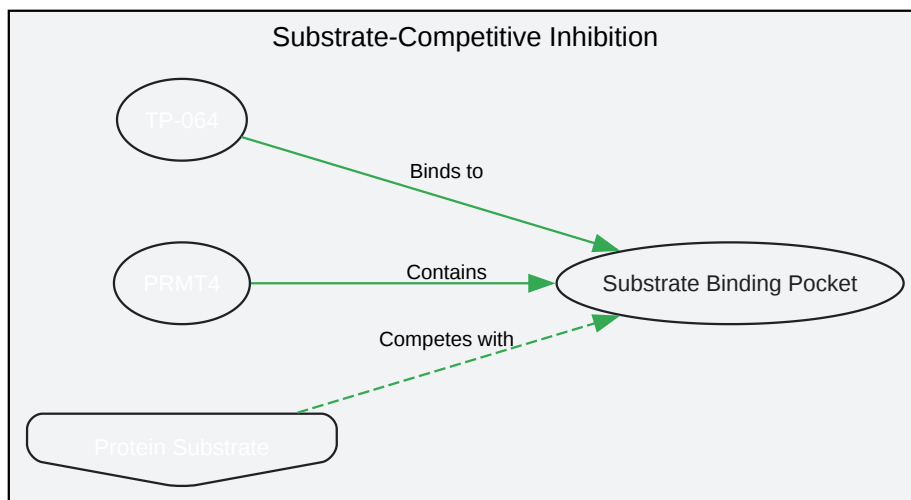 Substrate-Competitive Inhibition
TP-064
Binds to
PRMT4
Contains
Substrate Binding Pocket
Competes with
Protein Substrate